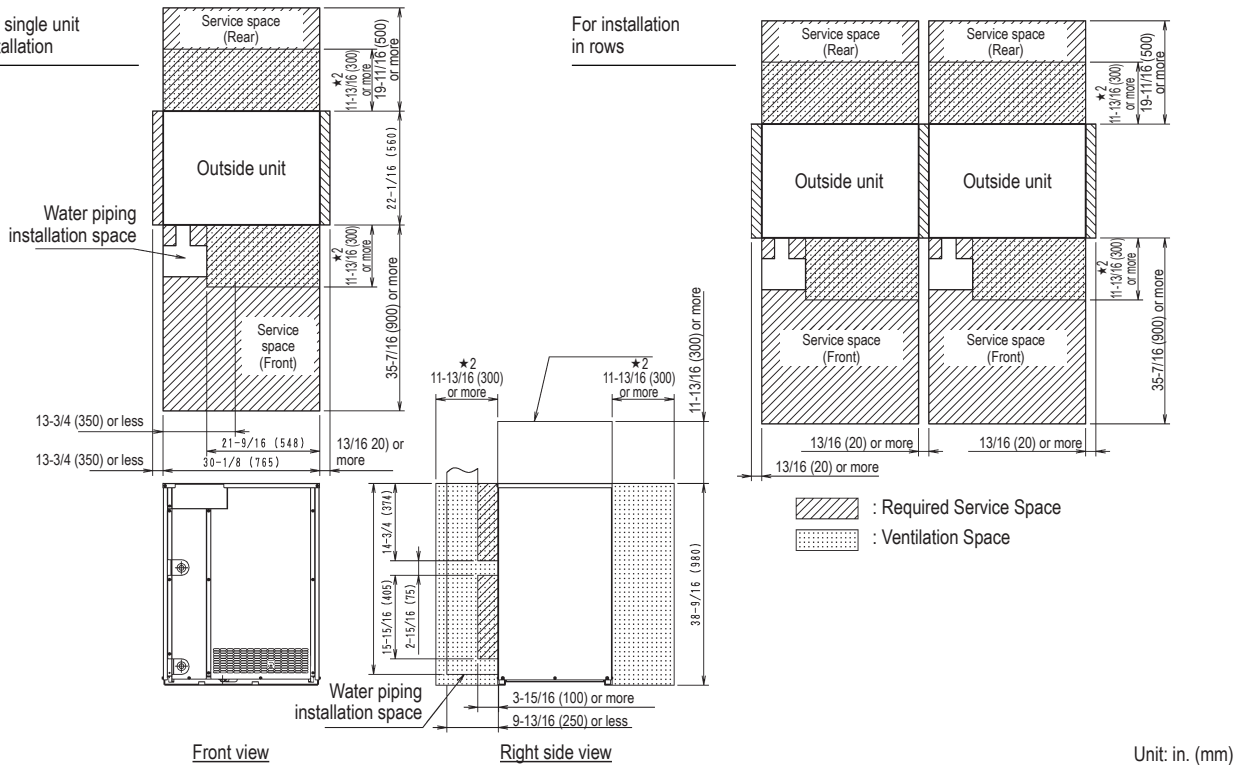 single unit
tallation
Service space
(Rear)
★2
11-13/16 (300)
or more
19-11/16 (500)
or more
Outside unit
22-1/16 (560)
Water piping
installation space
★2
11-13/16 (300)
or more
35-7/16 (900) or more
Service
space
(Front)
13-3/4 (350) or less
21-9/16 (548)
13-3/4 (350) or less
30-1/8 (765)
13/16 20) or
more
For installation
in rows
Service space
(Rear)
Service space
(Rear)
★2
11-13/16 (300)
or more
19-11/16 (500)
or more
Outside unit
Outside unit
★2
11-13/16 (300)
or more
35-7/16 (900) or more
Service space
(Front)
Service space
(Front)
13/16 (20) or more
13/16 (20) or more
13/16 (20) or more
: Required Service Space
: Ventilation Space
★2
11-13/16 (300)
or more
★2
11-13/16 (300)
or more
11-13/16 (300) or more
14-3/4 (374)
15-15/16 (405)
2-15/16 (75)
38-9/16 (980)
Water piping
installation space
3-15/16 (100) or more
9-13/16 (250) or less
Front view
Right side view
Unit: in. (mm)